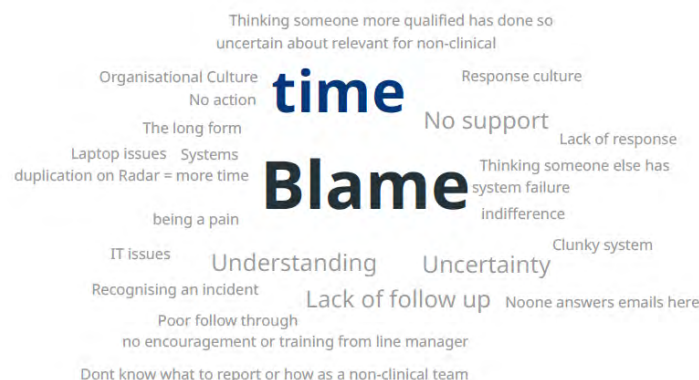 Thinking someone more qualified has done so
uncertain about relevant for non-clinical
Organisational Culture
time
Response culture
No action
No support
The long form
Lack of response
Laptop issues
Systems
Thinking someone else has
duplication on Radar = more time
Blame
system failure
being a pain
indifference
IT issues
Clunky system
Understanding
Uncertainty
Recognising an incident
Lack of follow up
Noone answers emails here
Poor follow through
no encouragement or training from line manager
Dont know what to report or how as a non-clinical team